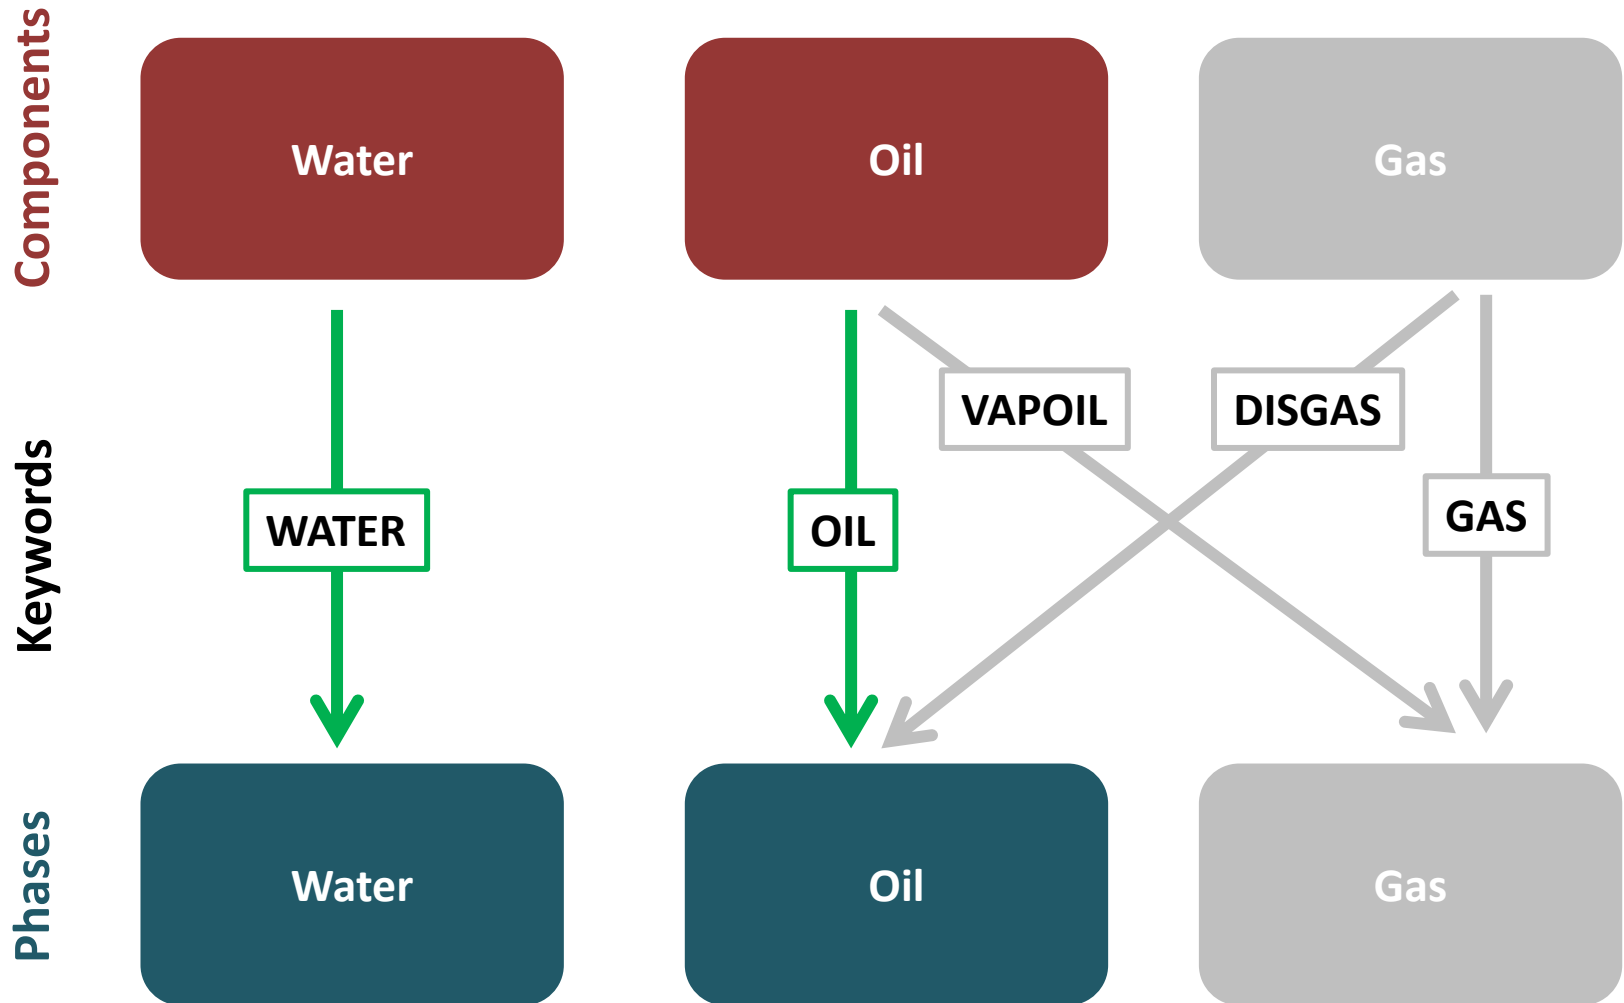 Components
Water
Oil
Gas
Keywords
VAPOIL
DISGAS
WATER
OIL
GAS
Phases
Water
Oil
Gas